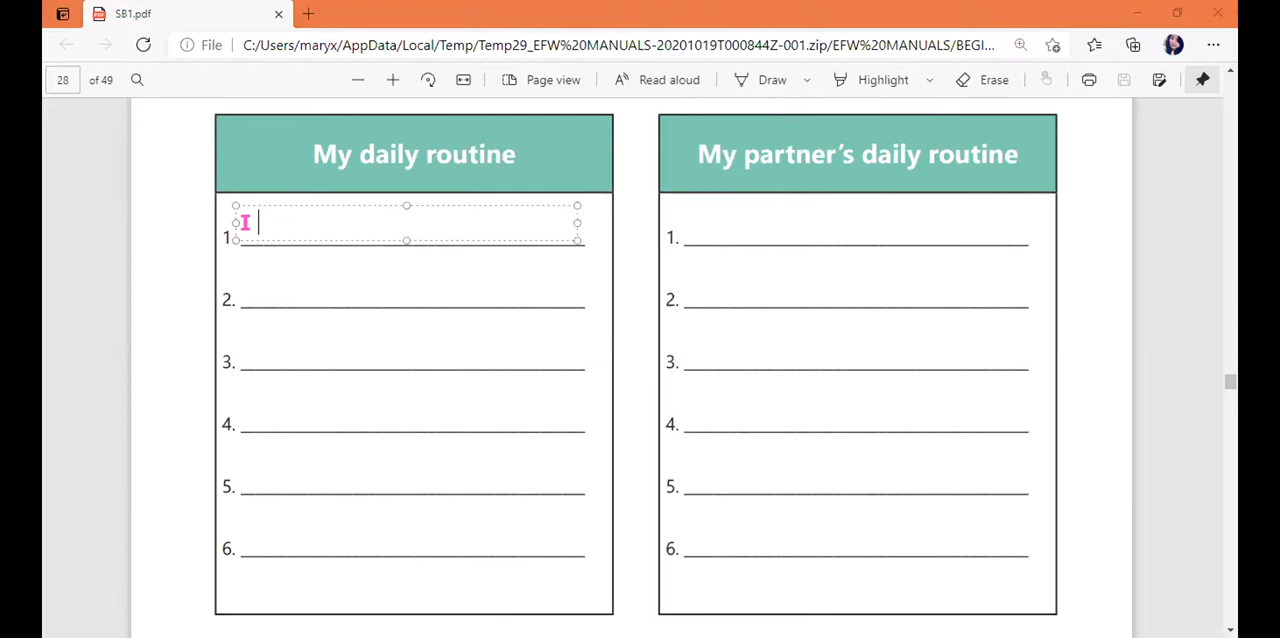 SB1.pdf
File C:/Users/maryx/AppData/Local/Temp/Temp29_EFW%20MANUALS-20201019T000844Z-001.zip/EFW%20MANUALS/BEGI...
28 of 49 Page view Read aloud Draw Highlight Erase
My daily routine
I
1.
2.
3.
4.
5.
6.
My partner's daily routine
1.
2.
3.
4.
5.
6.